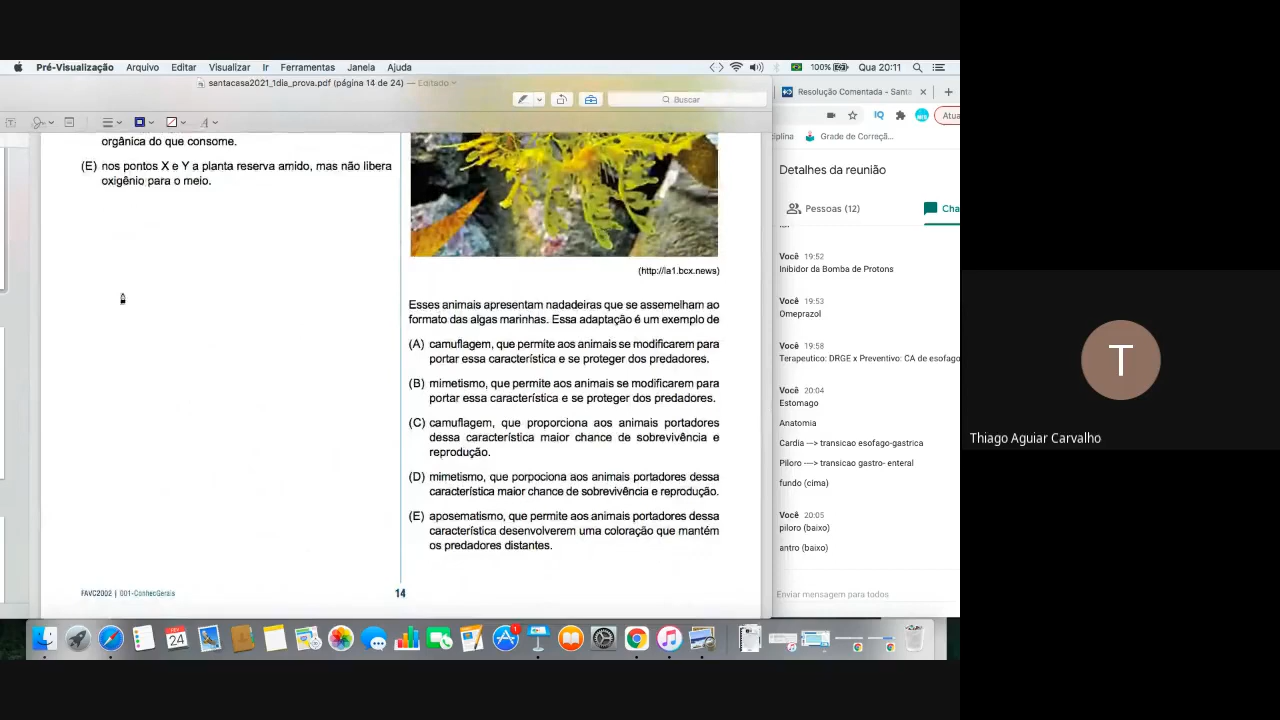 Pré-Visualização Arquivo Editar Visualizar Ir Ferramentas Janela Ajuda
100% Qua 20:11
santacasa2021_1dia_prova.pdf (página 14 de 24) — Editado
Buscar
orgânica do que consome.
(E) nos pontos X e Y a planta reserva amido, mas não libera
oxigênio para o meio.
(http://ia1.bcx.news)
Esses animais apresentam nadadeiras que se assemelham ao
formato das algas marinhas. Essa adaptação é um exemplo de
(A) camuflagem, que permite aos animais se modificarem para
portar essa característica e se proteger dos predadores.
(B) mimetismo, que permite aos animais se modificarem para
portar essa característica e se proteger dos predadores.
(C) camuflagem, que proporciona aos animais portadores
dessa característica maior chance de sobrevivência e
reprodução.
(D) mimetismo, que porpociona aos animais portadores dessa
característica maior chance de sobrevivência e reprodução.
(E) aposematismo, que permite aos animais portadores dessa
característica desenvolverem uma coloração que mantém
os predadores distantes.
FAVC2002 | 001-ConhecGerais
14
24
Resolução Comentada - Santa
IQ
Atua
iplina Grade de Correçã...
Detalhes da reunião
Pessoas (12) Cha
Você 19:52
Inibidor da Bomba de Protons
Você 19:53
Omeprazol
Você 19:58
Terapeutico: DRGE x Preventivo: CA de esofago
Você 20:04
Estomago
Anatomia
Cardia ---> transicao esofago-gastrica
Piloro ---> transicao gastro- enteral
fundo (cima)
Você 20:05
piloro (baixo)
antro (baixo)
Enviar mensagem para todos
T
Thiago Aguiar Carvalho